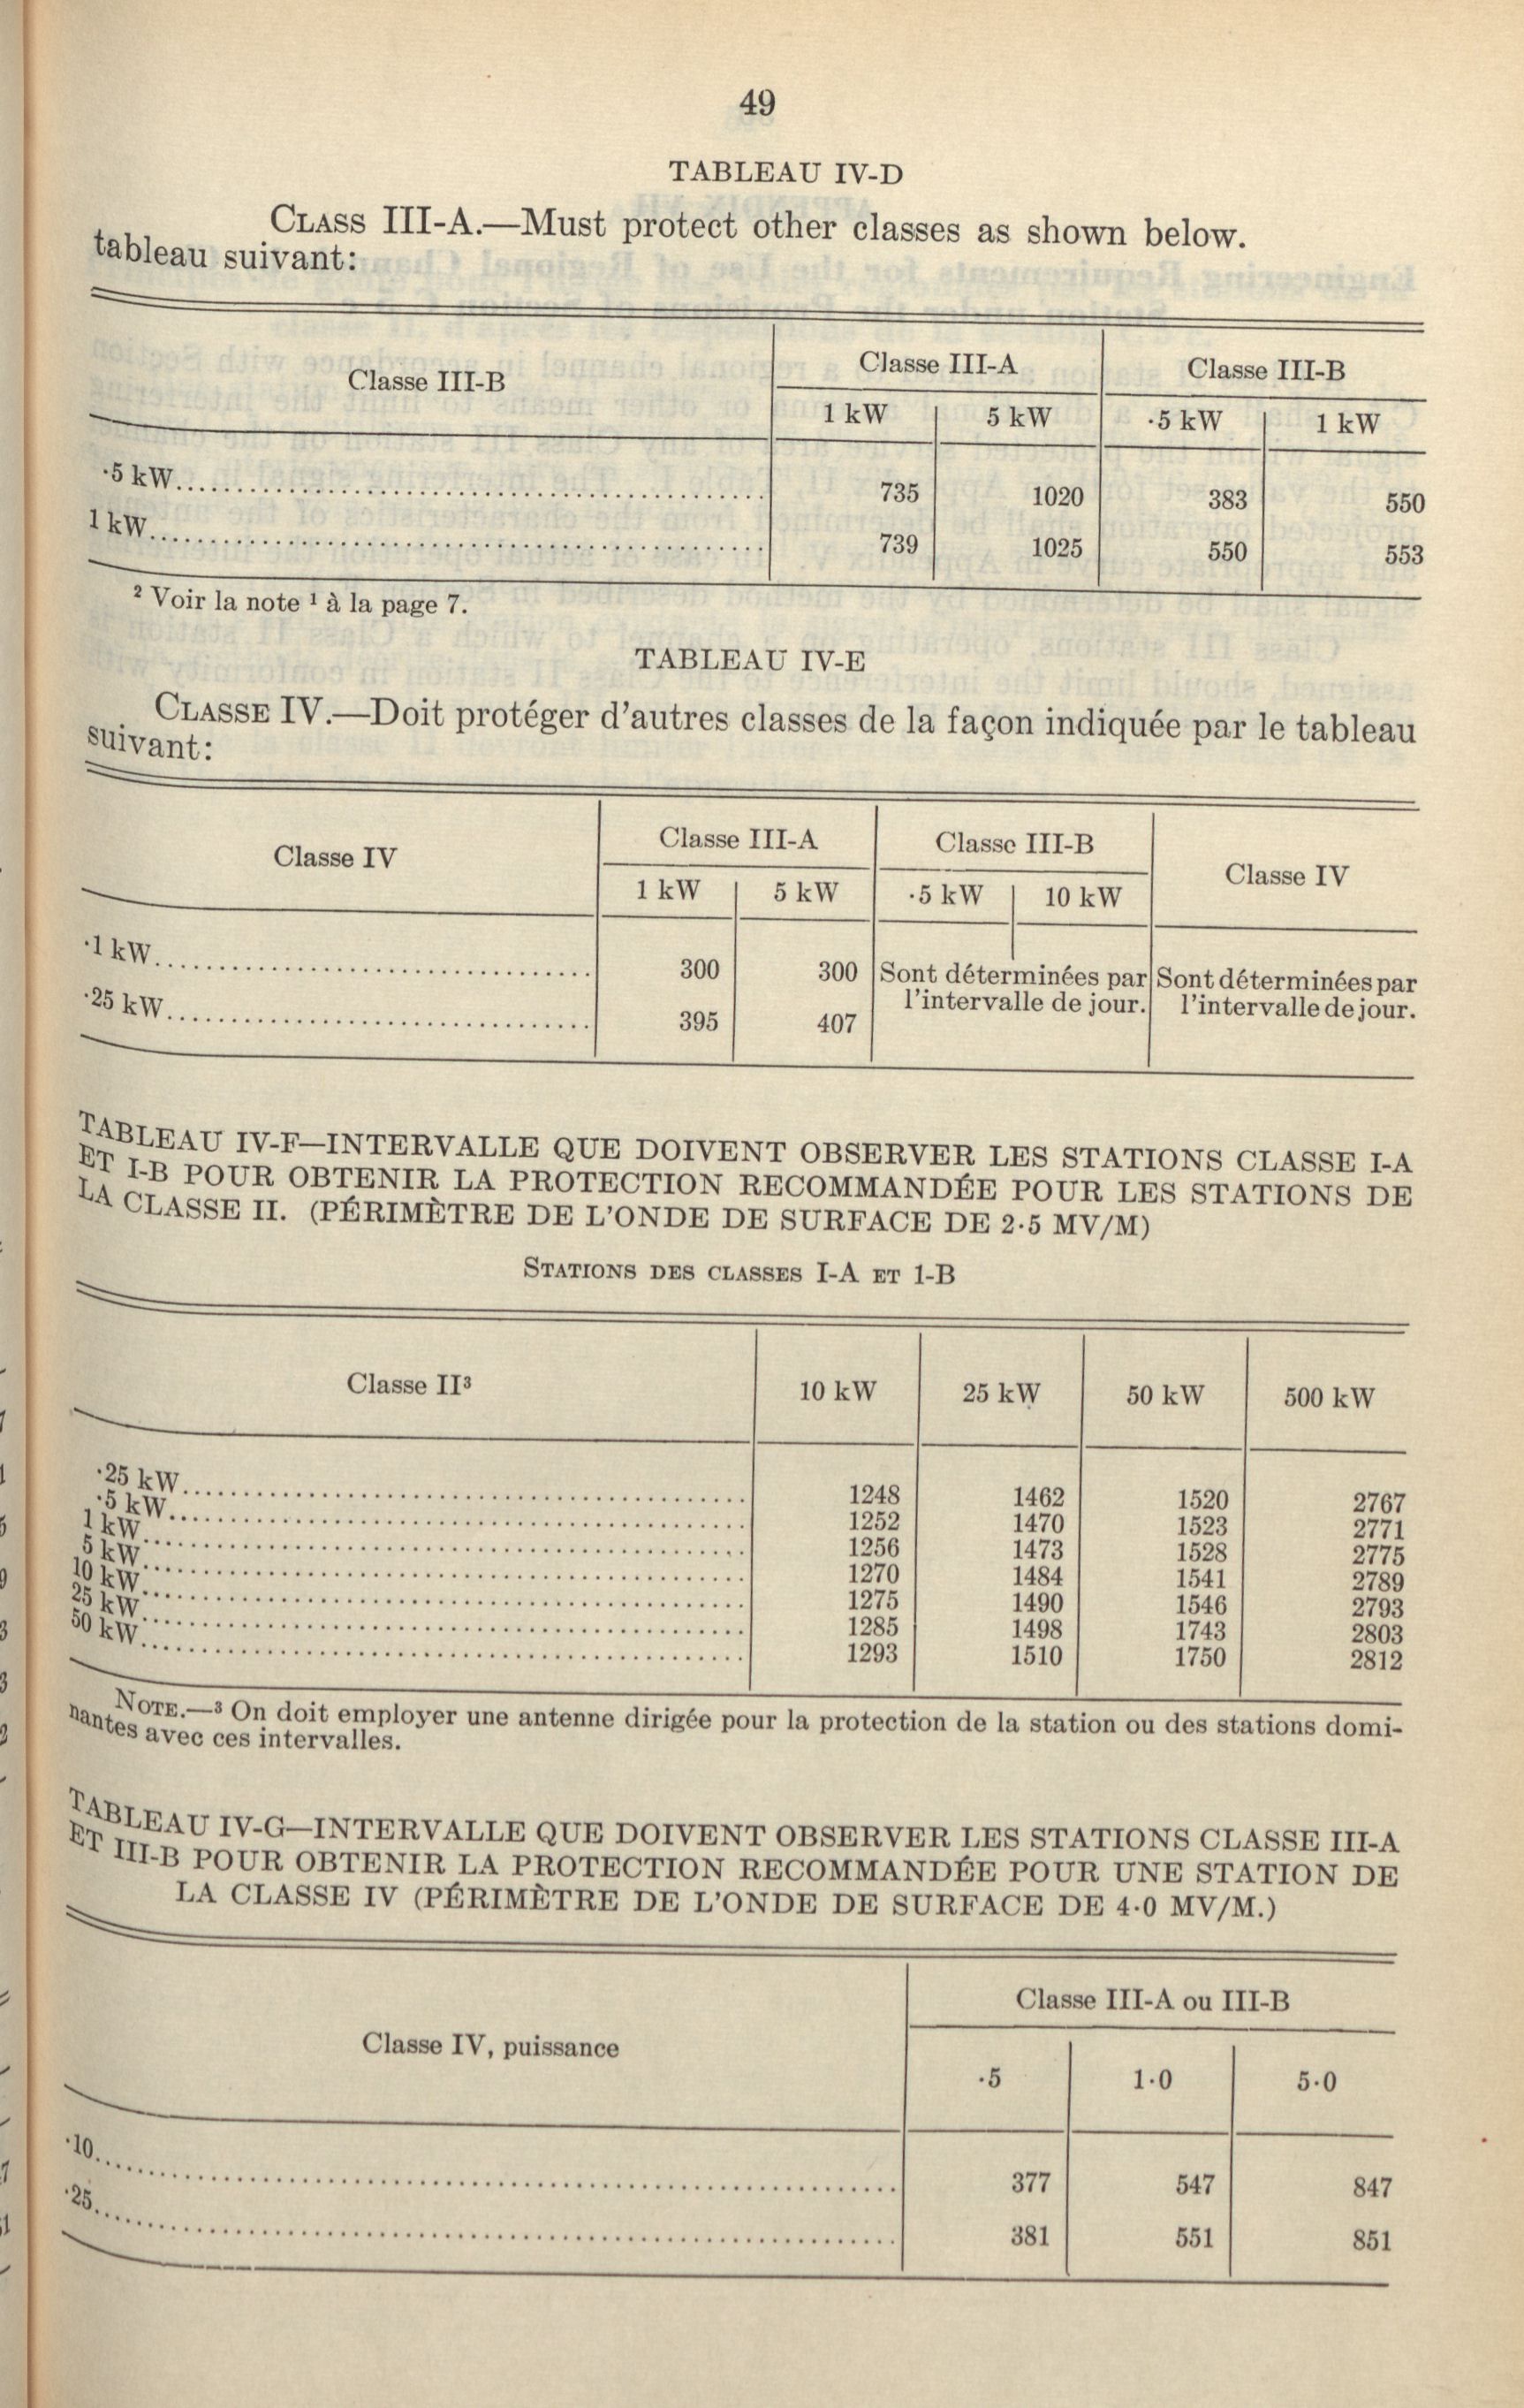 49
TABLEAU IV-D
CLASS III-A.—Must protect other classes as shown below.
tableau suivant:
Classe III-B
Classe III-A
Classe III-B
1 kW
5 kW
·5 kW
1 kW
·5 kW........ 735 1020 383 550
1 kW........ 739 1025 550 553
² Voir la note ¹ à la page 7.
TABLEAU IV-E
CLASSE IV.—Doit protéger d'autres classes de la façon indiquée par le tableau
suivant:
Classe IV
Classe III-A
Classe III-B
Classe IV
1 kW
5 kW
·5 kW
10 kW
·1 kW........ 300 300 Sont déterminées par Sont déterminées par
l'intervalle de jour. l'intervalle de jour.
·25 kW........ 395 407
TABLEAU IV-F—INTERVALLE QUE DOIVENT OBSERVER LES STATIONS CLASSE I-A
ET I-B POUR OBTENIR LA PROTECTION RECOMMANDÉE POUR LES STATIONS DE
LA CLASSE II. (PÉRIMÈTRE DE L'ONDE DE SURFACE DE 2·5 MV/M)
STATIONS DES CLASSES I-A ET 1-B
Classe II³ 10 kW 25 kW 50 kW 500 kW
·25 kW........ 1248 1462 1520 2767
·5 kW........ 1252 1470 1523 2771
1 kW........ 1256 1473 1528 2775
5 kW........ 1270 1484 1541 2789
10 kW........ 1275 1490 1546 2793
25 kW........ 1285 1498 1743 2803
50 kW........ 1293 1510 1750 2812
NOTE.—³ On doit employer une antenne dirigée pour la protection de la station ou des stations domi-
nantes avec ces intervalles.
TABLEAU IV-G—INTERVALLE QUE DOIVENT OBSERVER LES STATIONS CLASSE III-A
ET III-B POUR OBTENIR LA PROTECTION RECOMMANDÉE POUR UNE STATION DE
LA CLASSE IV (PÉRIMÈTRE DE L'ONDE DE SURFACE DE 4·0 MV/M.)
Classe III-A ou III-B
Classe IV, puissance
·5 1·0 5·0
·10........ 377 547 847
·25........ 381 551 851